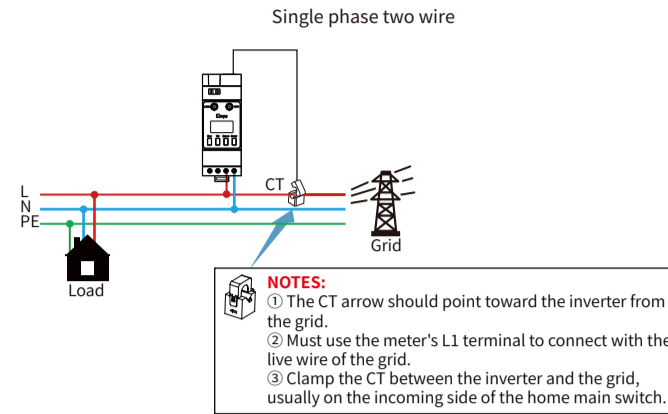 Single phase two wire
CT
L
N
PE
Grid
Load
NOTES:
① The CT arrow should point toward the inverter from
the grid.
② Must use the meter's L1 terminal to connect with the
live wire of the grid.
③ Clamp the CT between the inverter and the grid,
usually on the incoming side of the home main switch.